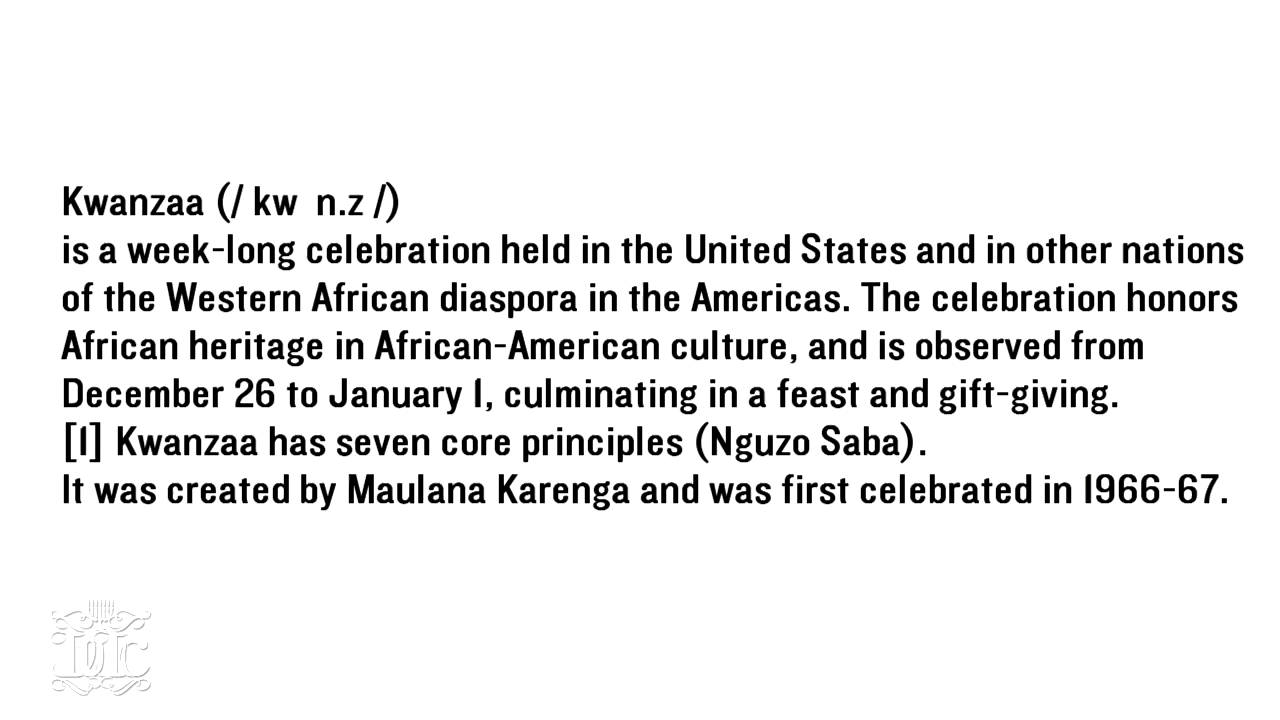 Kwanzaa (/ kw  n.z /)
is a week-long celebration held in the United States and in other nations
of the Western African diaspora in the Americas. The celebration honors
African heritage in African-American culture, and is observed from
December 26 to January 1, culminating in a feast and gift-giving.
[1] Kwanzaa has seven core principles (Nguzo Saba).
It was created by Maulana Karenga and was first celebrated in 1966-67.